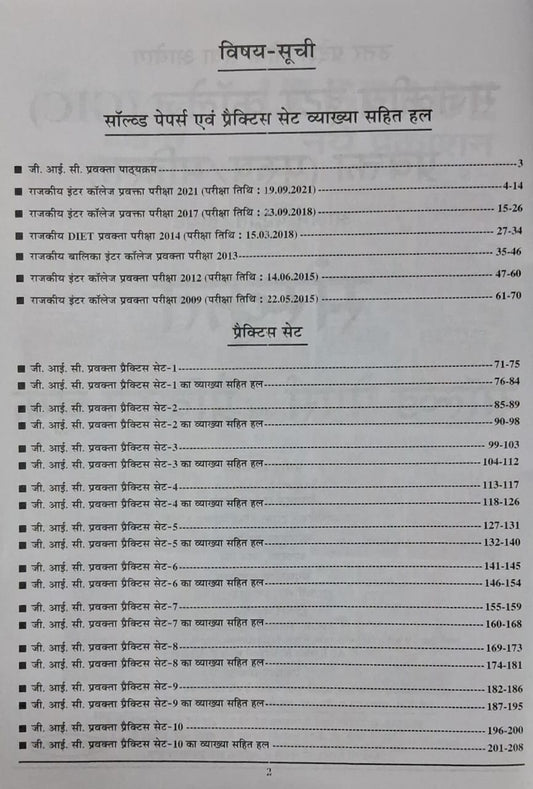 विषय-सूची
सॉल्व्ड पेपर्स एवं प्रैक्टिस सेट व्याख्या सहित हल
■ जी. आई. सी. प्रवक्ता पाठ्यक्रम 3
■ राजकीय इंटर कॉलेज प्रवक्ता परीक्षा 2021 (परीक्षा तिथि : 19.09.2021) 4-14
■ राजकीय इंटर कॉलेज प्रवक्ता परीक्षा 2017 (परीक्षा तिथि : 23.09.2018) 15-26
■ राजकीय DIET प्रवक्ता परीक्षा 2014 (परीक्षा तिथि : 15.03.2018) 27-34
■ राजकीय बालिका इंटर कॉलेज प्रवक्ता परीक्षा 2013 35-46
■ राजकीय इंटर कॉलेज प्रवक्ता परीक्षा 2012 (परीक्षा तिथि : 14.06.2015) 47-60
■ राजकीय इंटर कॉलेज प्रवक्ता परीक्षा 2009 (परीक्षा तिथि : 22.05.2015) 61-70
प्रैक्टिस सेट
■ जी. आई. सी. प्रवक्ता प्रैक्टिस सेट-1 71-75
■ जी. आई. सी. प्रवक्ता प्रैक्टिस सेट-1 का व्याख्या सहित हल 76-84
■ जी. आई. सी. प्रवक्ता प्रैक्टिस सेट-2 85-89
■ जी. आई. सी. प्रवक्ता प्रैक्टिस सेट-2 का व्याख्या सहित हल 90-98
■ जी. आई. सी. प्रवक्ता प्रैक्टिस सेट-3 99-103
■ जी. आई. सी. प्रवक्ता प्रैक्टिस सेट-3 का व्याख्या सहित हल 104-112
■ जी. आई. सी. प्रवक्ता प्रैक्टिस सेट-4 113-117
■ जी. आई. सी. प्रवक्ता प्रैक्टिस सेट-4 का व्याख्या सहित हल 118-126
■ जी. आई. सी. प्रवक्ता प्रैक्टिस सेट-5 127-131
■ जी. आई. सी. प्रवक्ता प्रैक्टिस सेट-5 का व्याख्या सहित हल 132-140
■ जी. आई. सी. प्रवक्ता प्रैक्टिस सेट-6 141-145
■ जी. आई. सी. प्रवक्ता प्रैक्टिस सेट-6 का व्याख्या सहित हल 146-154
■ जी. आई. सी. प्रवक्ता प्रैक्टिस सेट-7 155-159
■ जी. आई. सी. प्रवक्ता प्रैक्टिस सेट-7 का व्याख्या सहित हल 160-168
■ जी. आई. सी. प्रवक्ता प्रैक्टिस सेट-8 169-173
■ जी. आई. सी. प्रवक्ता प्रैक्टिस सेट-8 का व्याख्या सहित हल 174-181
■ जी. आई. सी. प्रवक्ता प्रैक्टिस सेट-9 182-186
■ जी. आई. सी. प्रवक्ता प्रैक्टिस सेट-9 का व्याख्या सहित हल 187-195
■ जी. आई. सी. प्रवक्ता प्रैक्टिस सेट-10 196-200
■ जी. आई. सी. प्रवक्ता प्रैक्टिस सेट-10 का व्याख्या सहित हल 201-208
2